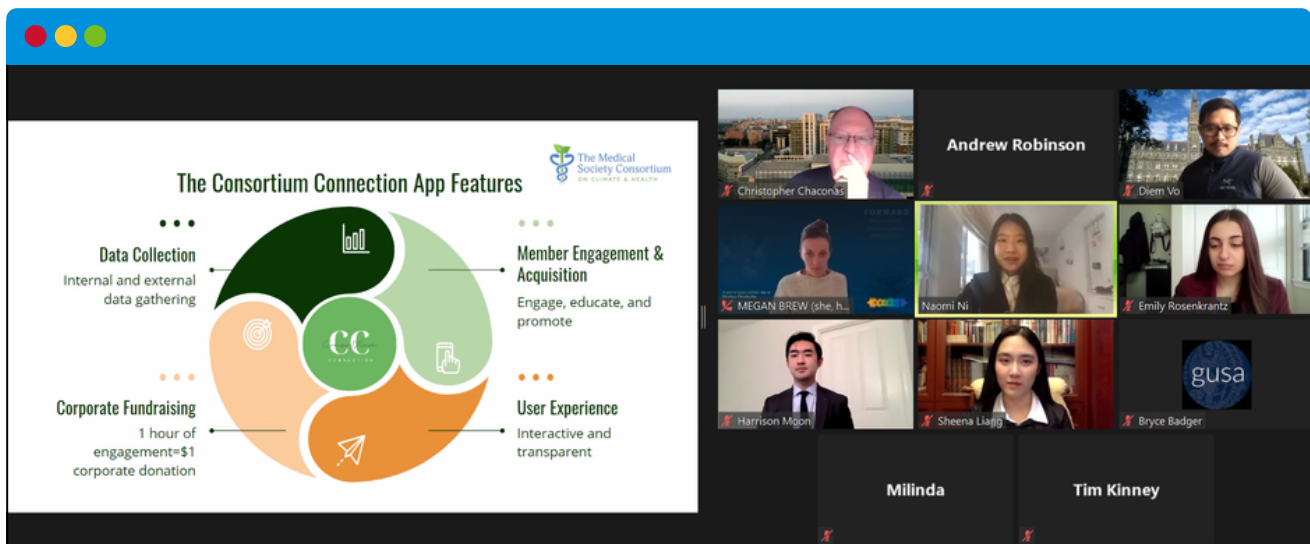 The Medical
Society Consortium
ON CLIMATE & HEALTH
The Consortium Connection App Features
Data Collection
Internal and external
data gathering
Member Engagement &
Acquisition
Engage, educate, and
promote
CC
CONNECTION
Corporate Fundraising
1 hour of
engagement=$1
corporate donation
User Experience
Interactive and
transparent
Christopher Chaconas
Andrew Robinson
Diem Vo
FORWARD
MEGAN BREW (she, h...
Naomi Ni
Emily Rosenkrantz
Harrison Moon
Sheena Liang
gusa
Bryce Badger
Milinda
Tim Kinney